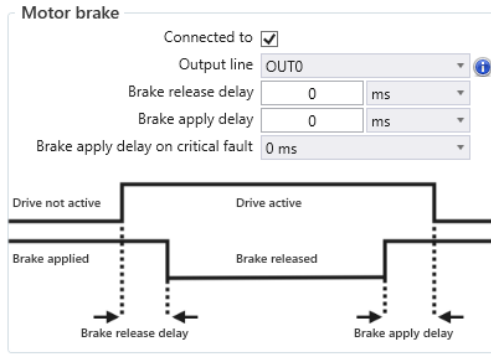 Motor brake
Connected to
Output line OUT0
Brake release delay 0 ms
Brake apply delay 0 ms
Brake apply delay on critical fault 0 ms
Drive not active Drive active
Brake applied Brake released
Brake release delay Brake apply delay